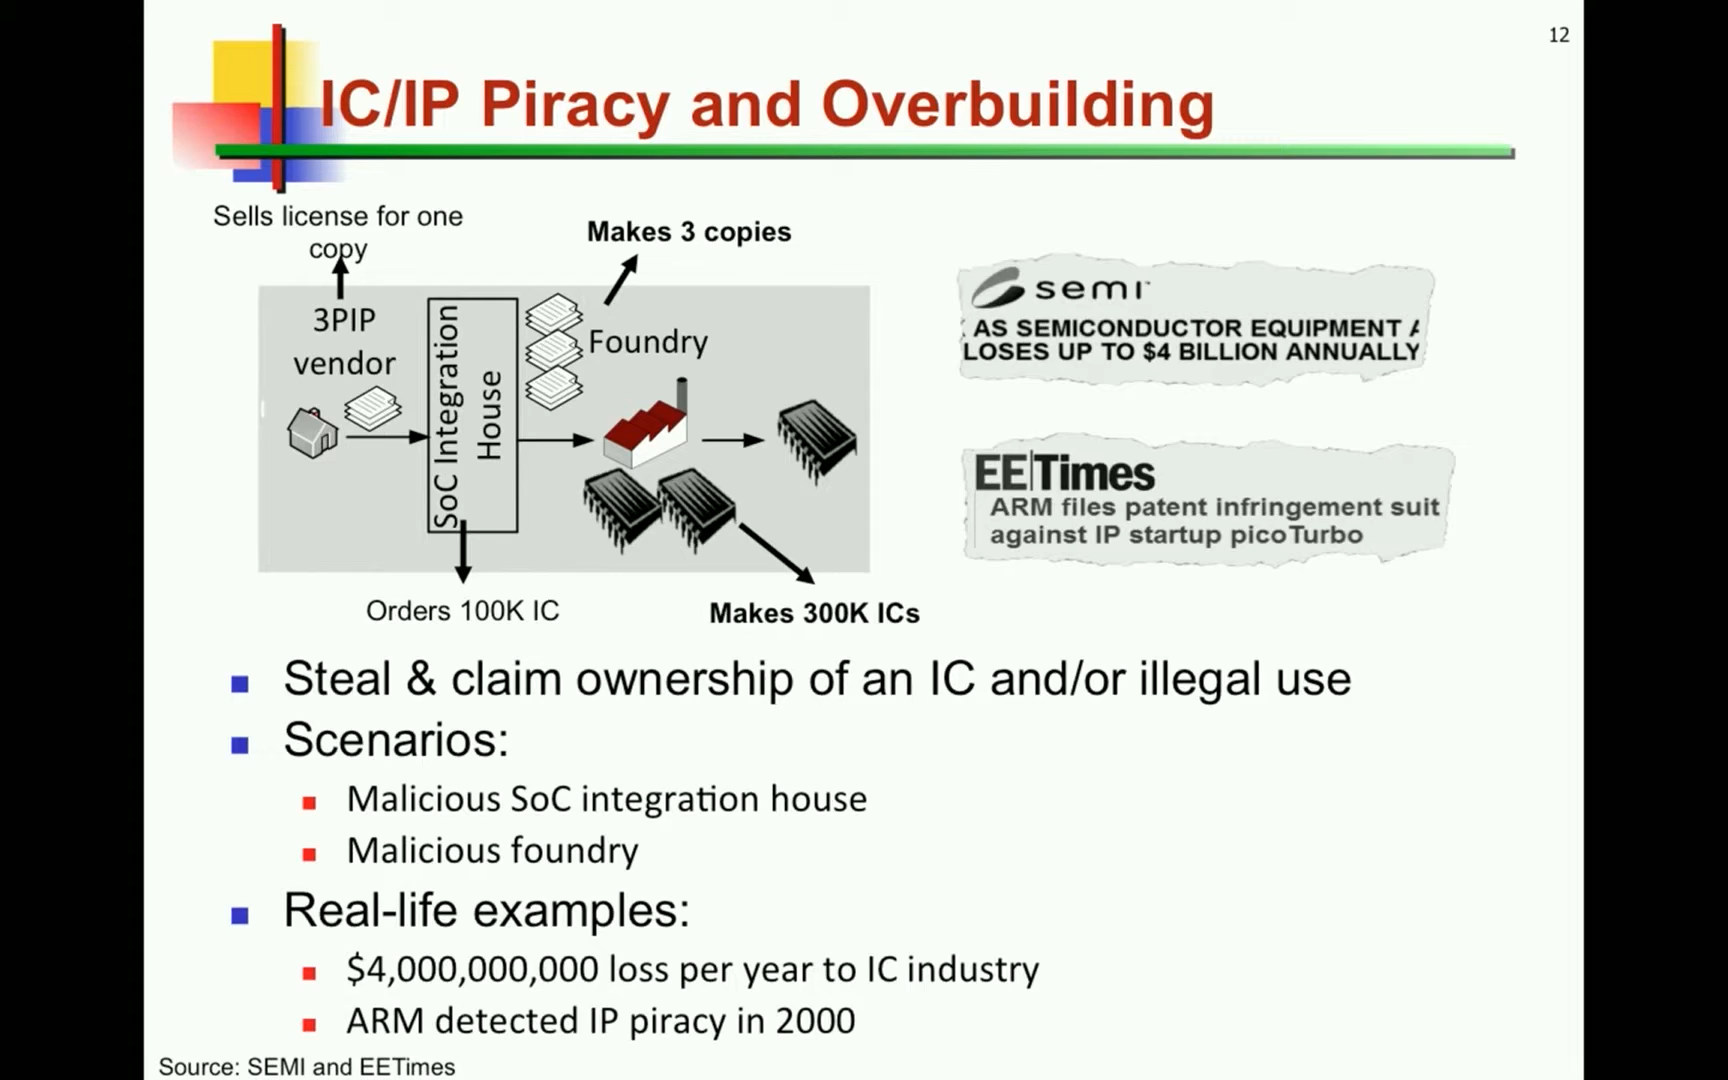 12
IC/IP Piracy and Overbuilding
Sells license for one
copy
Makes 3 copies
3PIP
vendor
SoC Integration
House
Foundry
Orders 100K IC
Makes 300K ICs
semi
AS SEMICONDUCTOR EQUIPMENT
LOSES UP TO $4 BILLION ANNUALLY
EE|Times
ARM files patent infringement suit
against IP startup picoTurbo
Steal & claim ownership of an IC and/or illegal use
Scenarios:
Malicious SoC integration house
Malicious foundry
Real-life examples:
$4,000,000,000 loss per year to IC industry
ARM detected IP piracy in 2000
Source: SEMI and EETimes